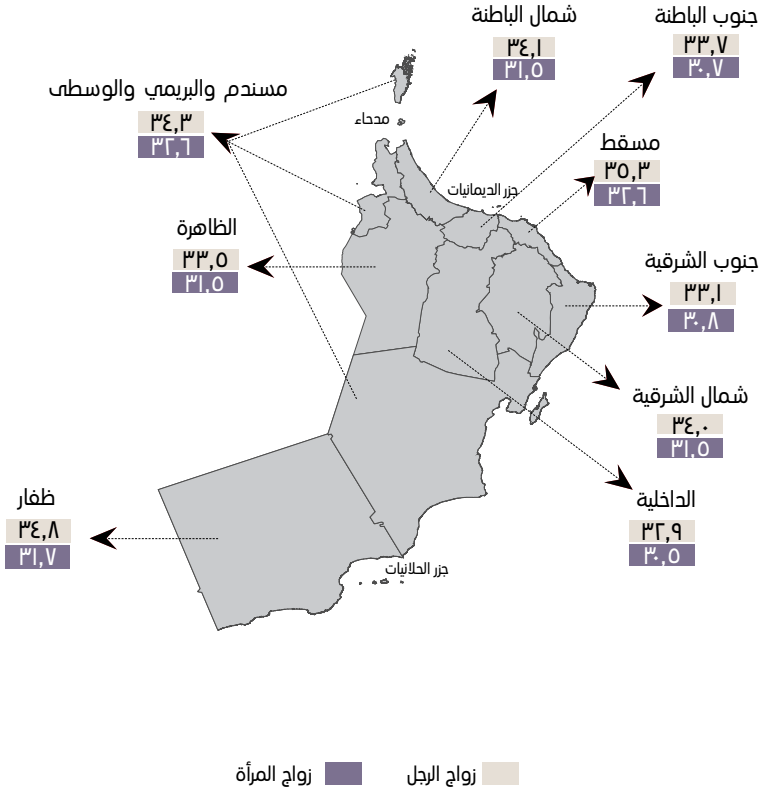 جنوب الباطنة
٣٣,٧
٣٠,٧
شمال الباطنة
٣٤,١
٣١,٥
مسندم والبريمي والوسطى
٣٤,٣
٣٢,٦
مدحاء
مسقط
٣٥,٣
٣٢,٦
جزر الديمانيات
الظاهرة
٣٣,٥
٣١,٥
جنوب الشرقية
٣٣,١
٣٠,٨
شمال الشرقية
٣٤,٠
٣١,٥
الداخلية
٣٢,٩
٣٠,٥
ظفار
٣٤,٨
٣١,٧
جزر الحلانيات
زواج الرجل
زواج المرأة